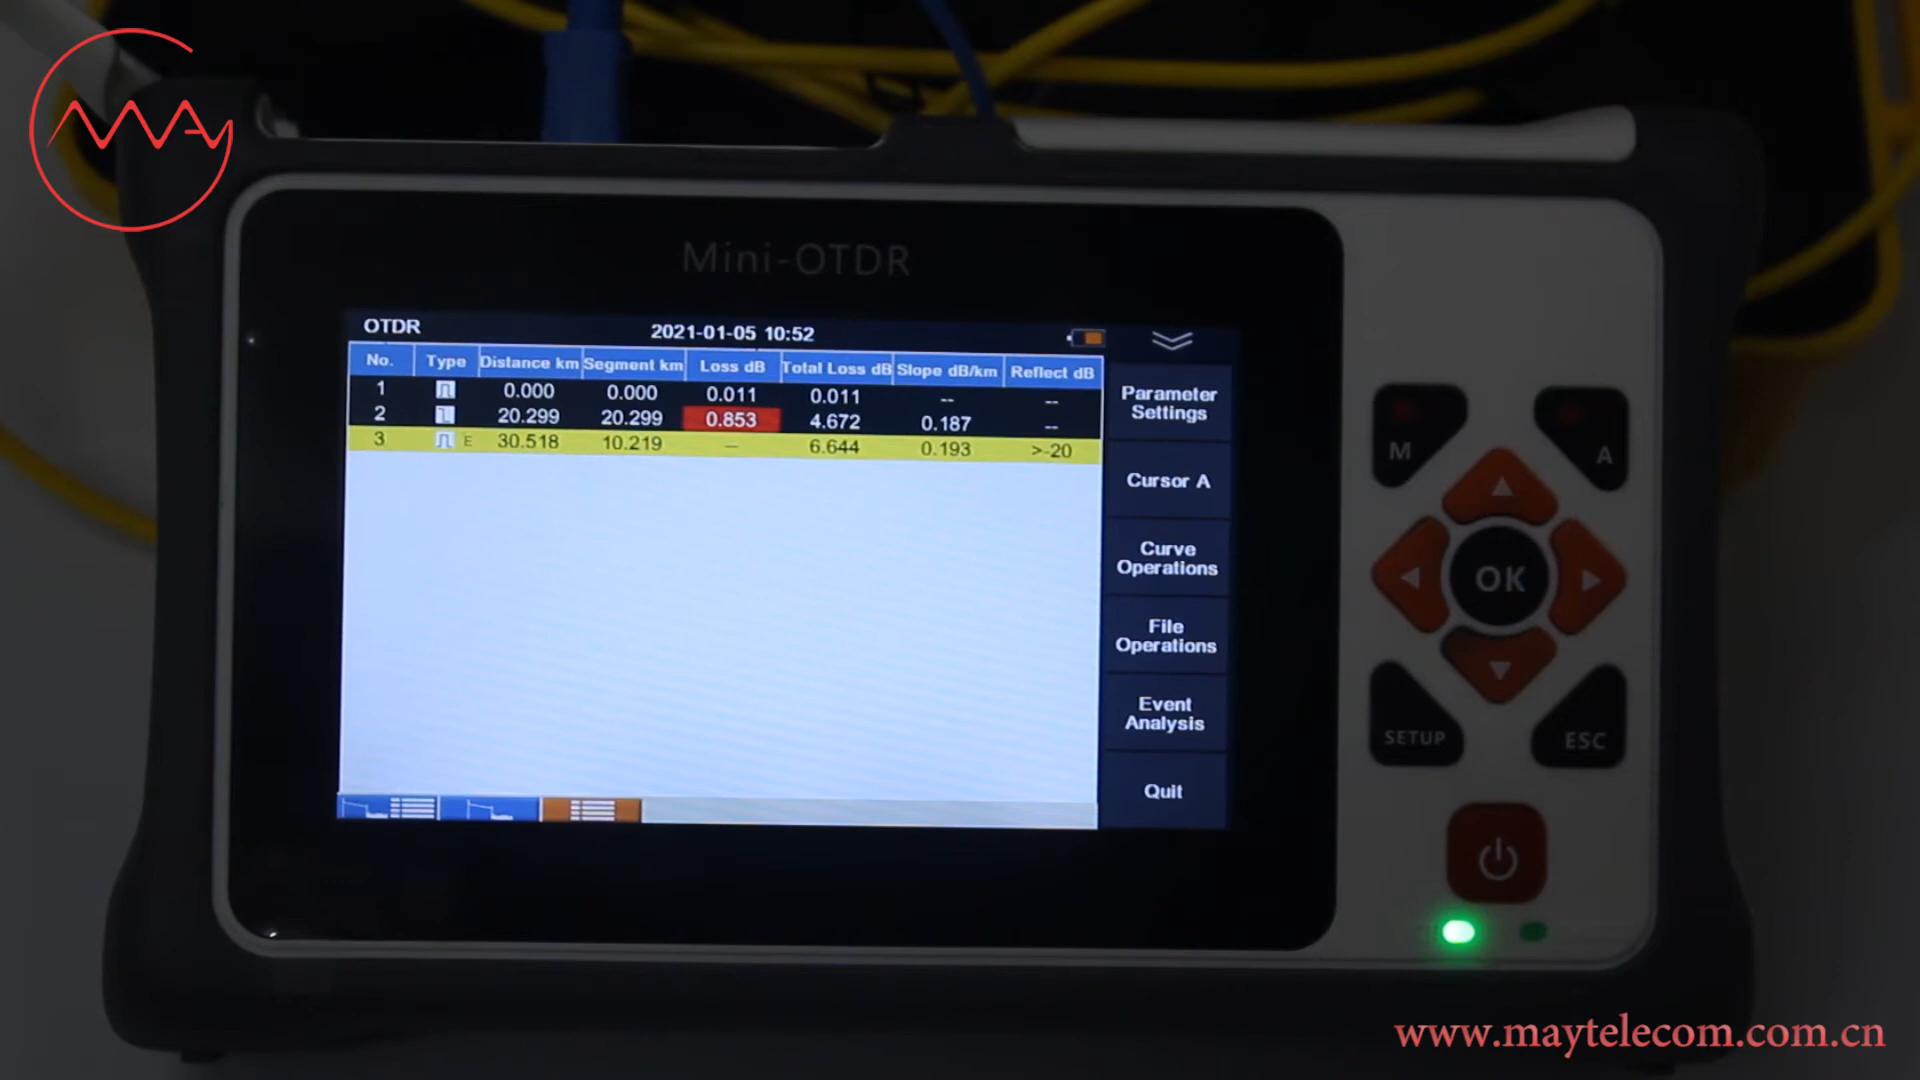 MAY
Mini-OTDR
OTDR 2021-01-05 10:52
No. Type Distance km Segment km Loss dB Total Loss dB Slope dB/km Reflect dB
1 0.000 0.000 0.011 0.011 -- --
2 20.299 20.299 0.853 4.672 0.187 --
3 E 30.518 10.219 -- 6.644 0.193 >-20
Parameter
Settings
Cursor A
Curve
Operations
File
Operations
Event
Analysis
Quit
M
A
OK
SETUP
ESC
www.maytelecom.com.cn